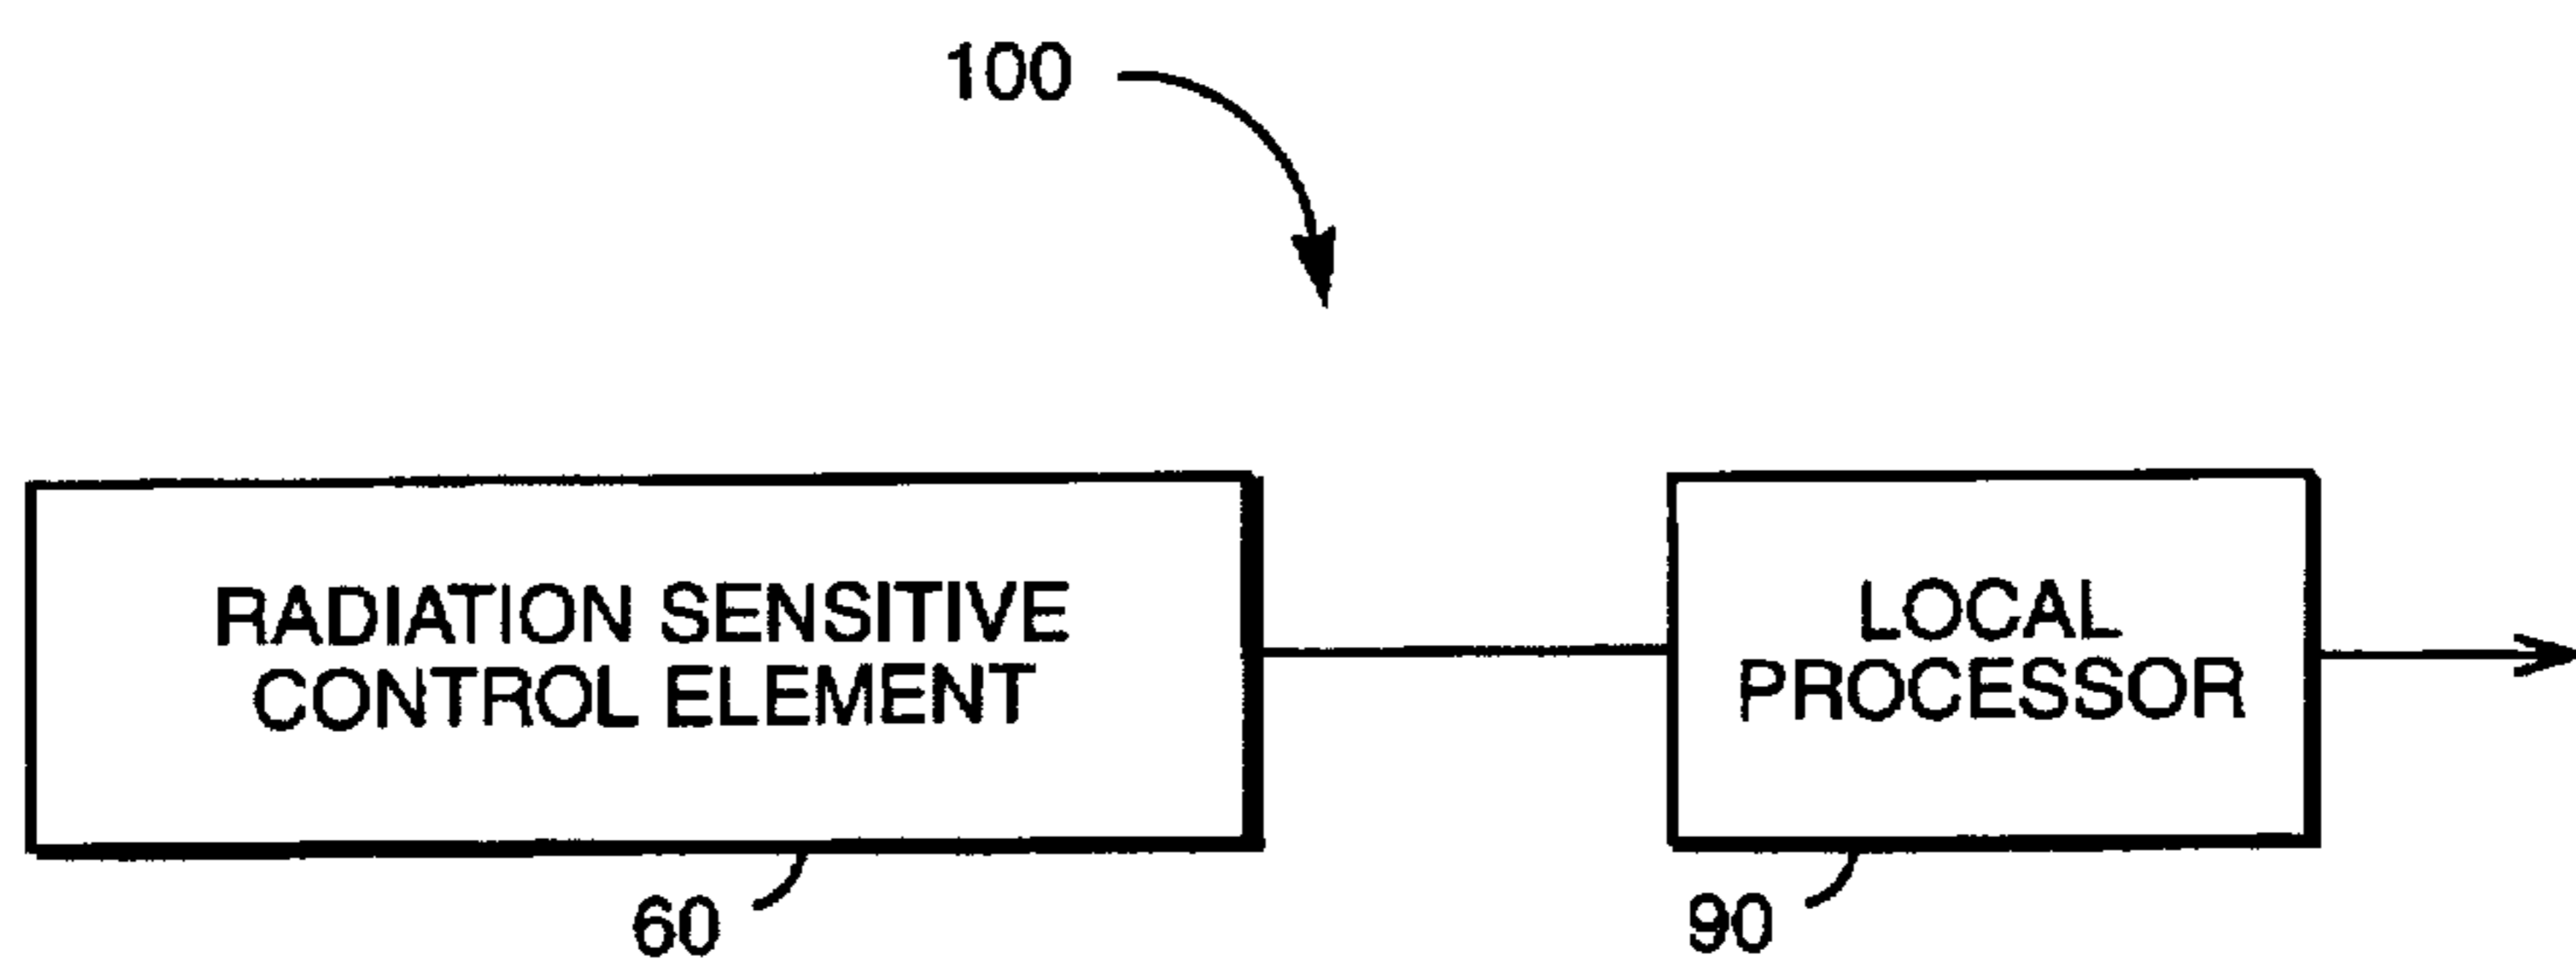 100
RADIATION SENSITIVE
CONTROL ELEMENT
LOCAL
PROCESSOR
60
90